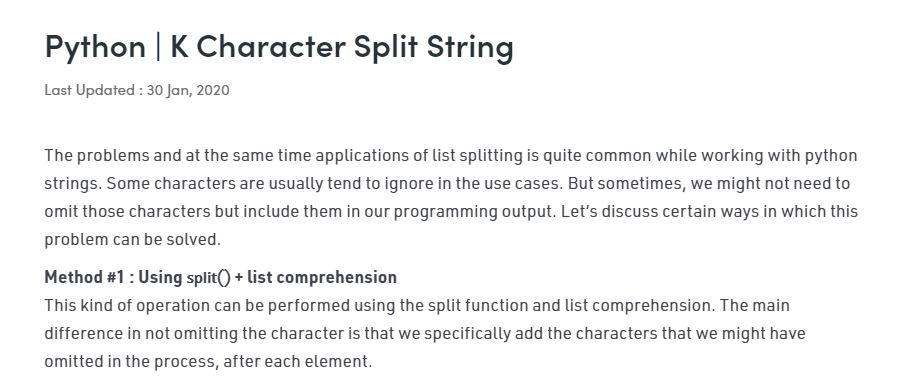 Python | K Character Split String
Last Updated : 30 Jan, 2020
The problems and at the same time applications of list splitting is quite common while working with python
strings. Some characters are usually tend to ignore in the use cases. But sometimes, we might not need to
omit those characters but include them in our programming output. Let’s discuss certain ways in which this
problem can be solved.
Method #1 : Using split() + list comprehension
This kind of operation can be performed using the split function and list comprehension. The main
difference in not omitting the character is that we specifically add the characters that we might have
omitted in the process, after each element.